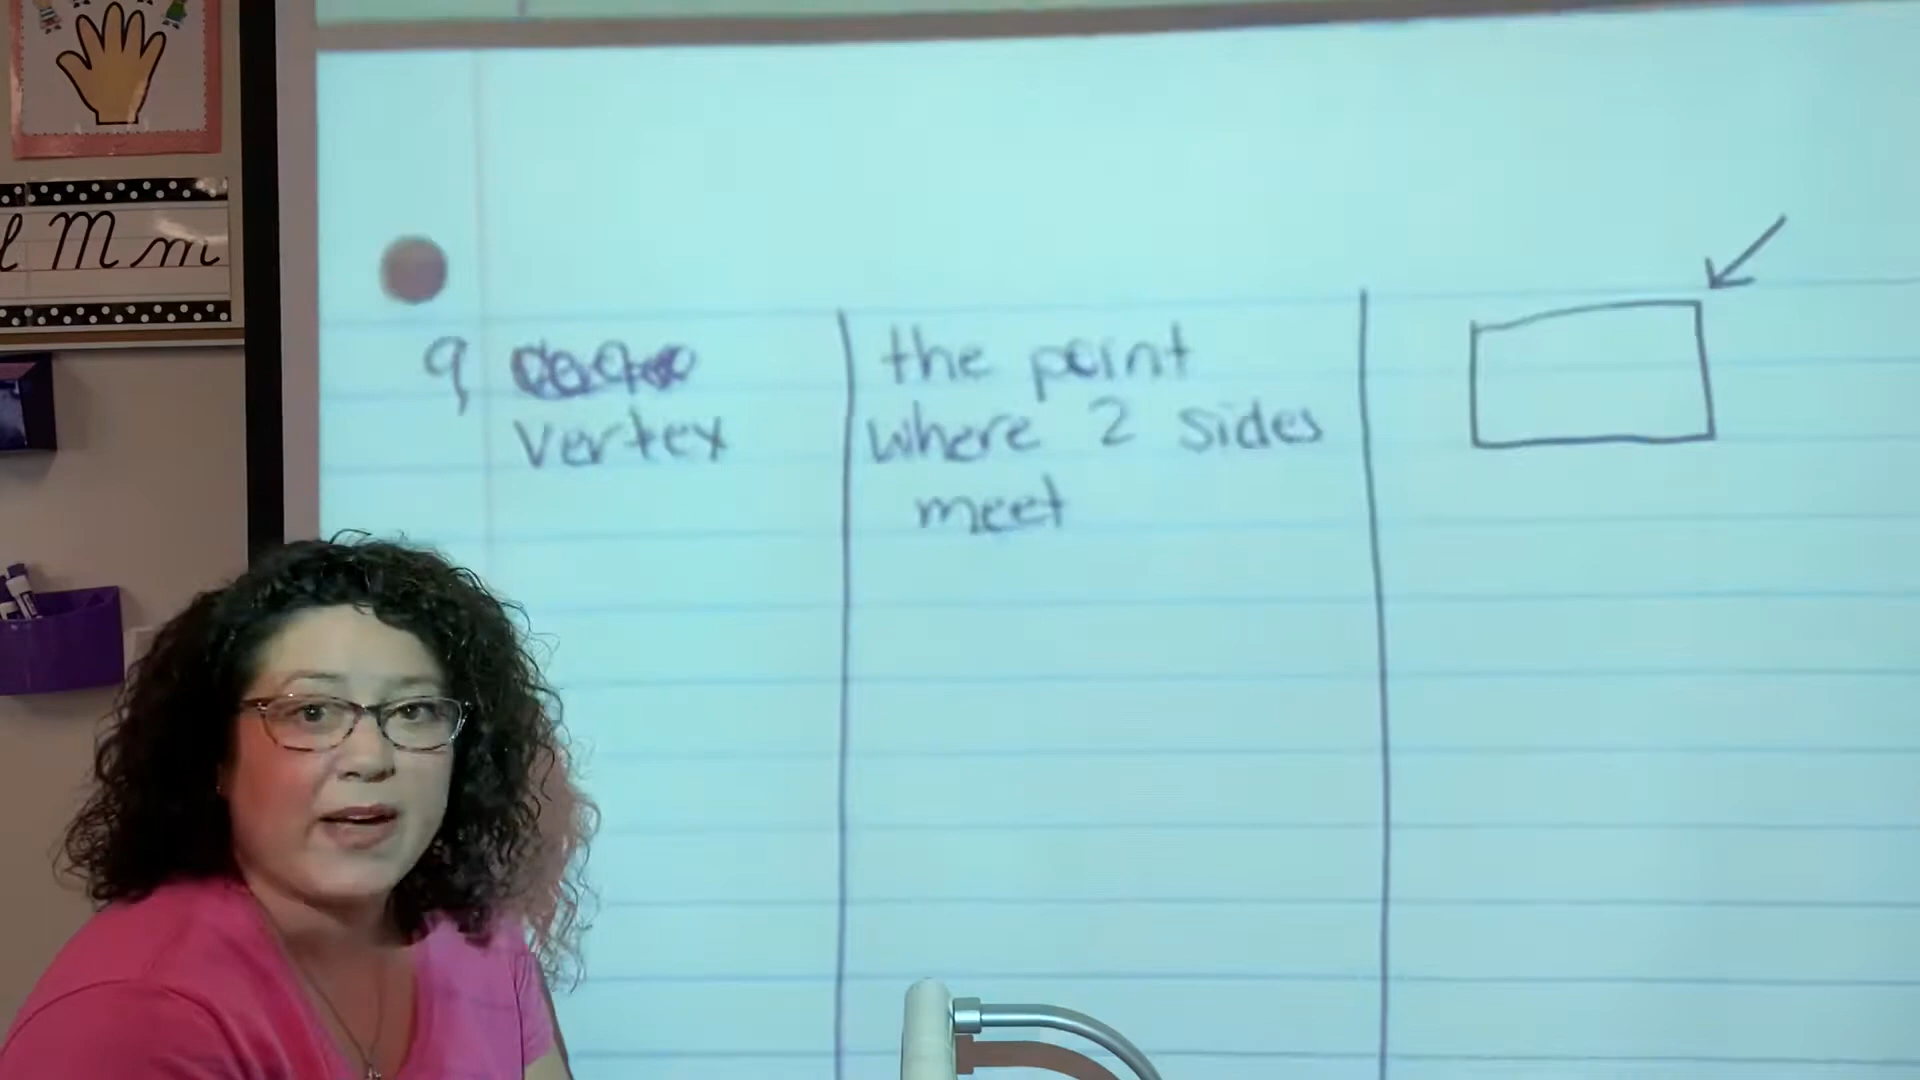 l M m
9 the point
vertex where 2 sides
meet